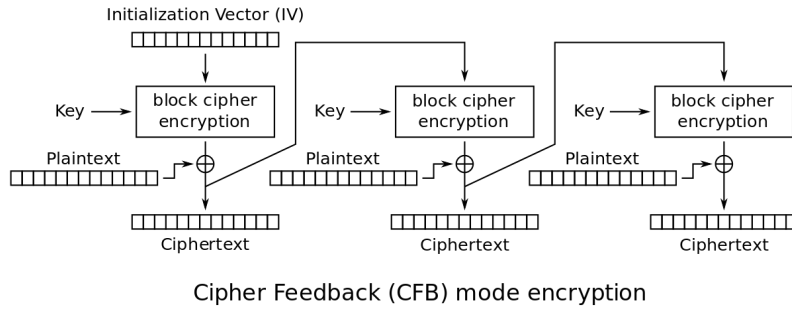 Initialization Vector (IV)
Key
block cipher
encryption
Key
block cipher
encryption
Key
block cipher
encryption
Plaintext
Plaintext
Plaintext
Ciphertext
Ciphertext
Ciphertext
Cipher Feedback (CFB) mode encryption